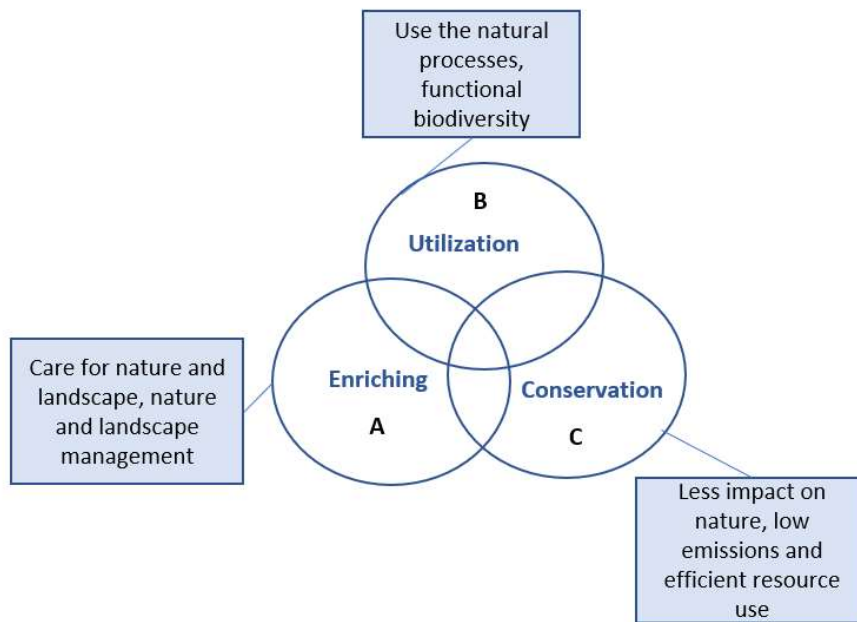 Use the natural
processes,
functional
biodiversity
B
Utilization
Care for nature and
landscape, nature
and landscape
management
Enriching
A
Conservation
C
Less impact on
nature, low
emissions and
efficient resource
use